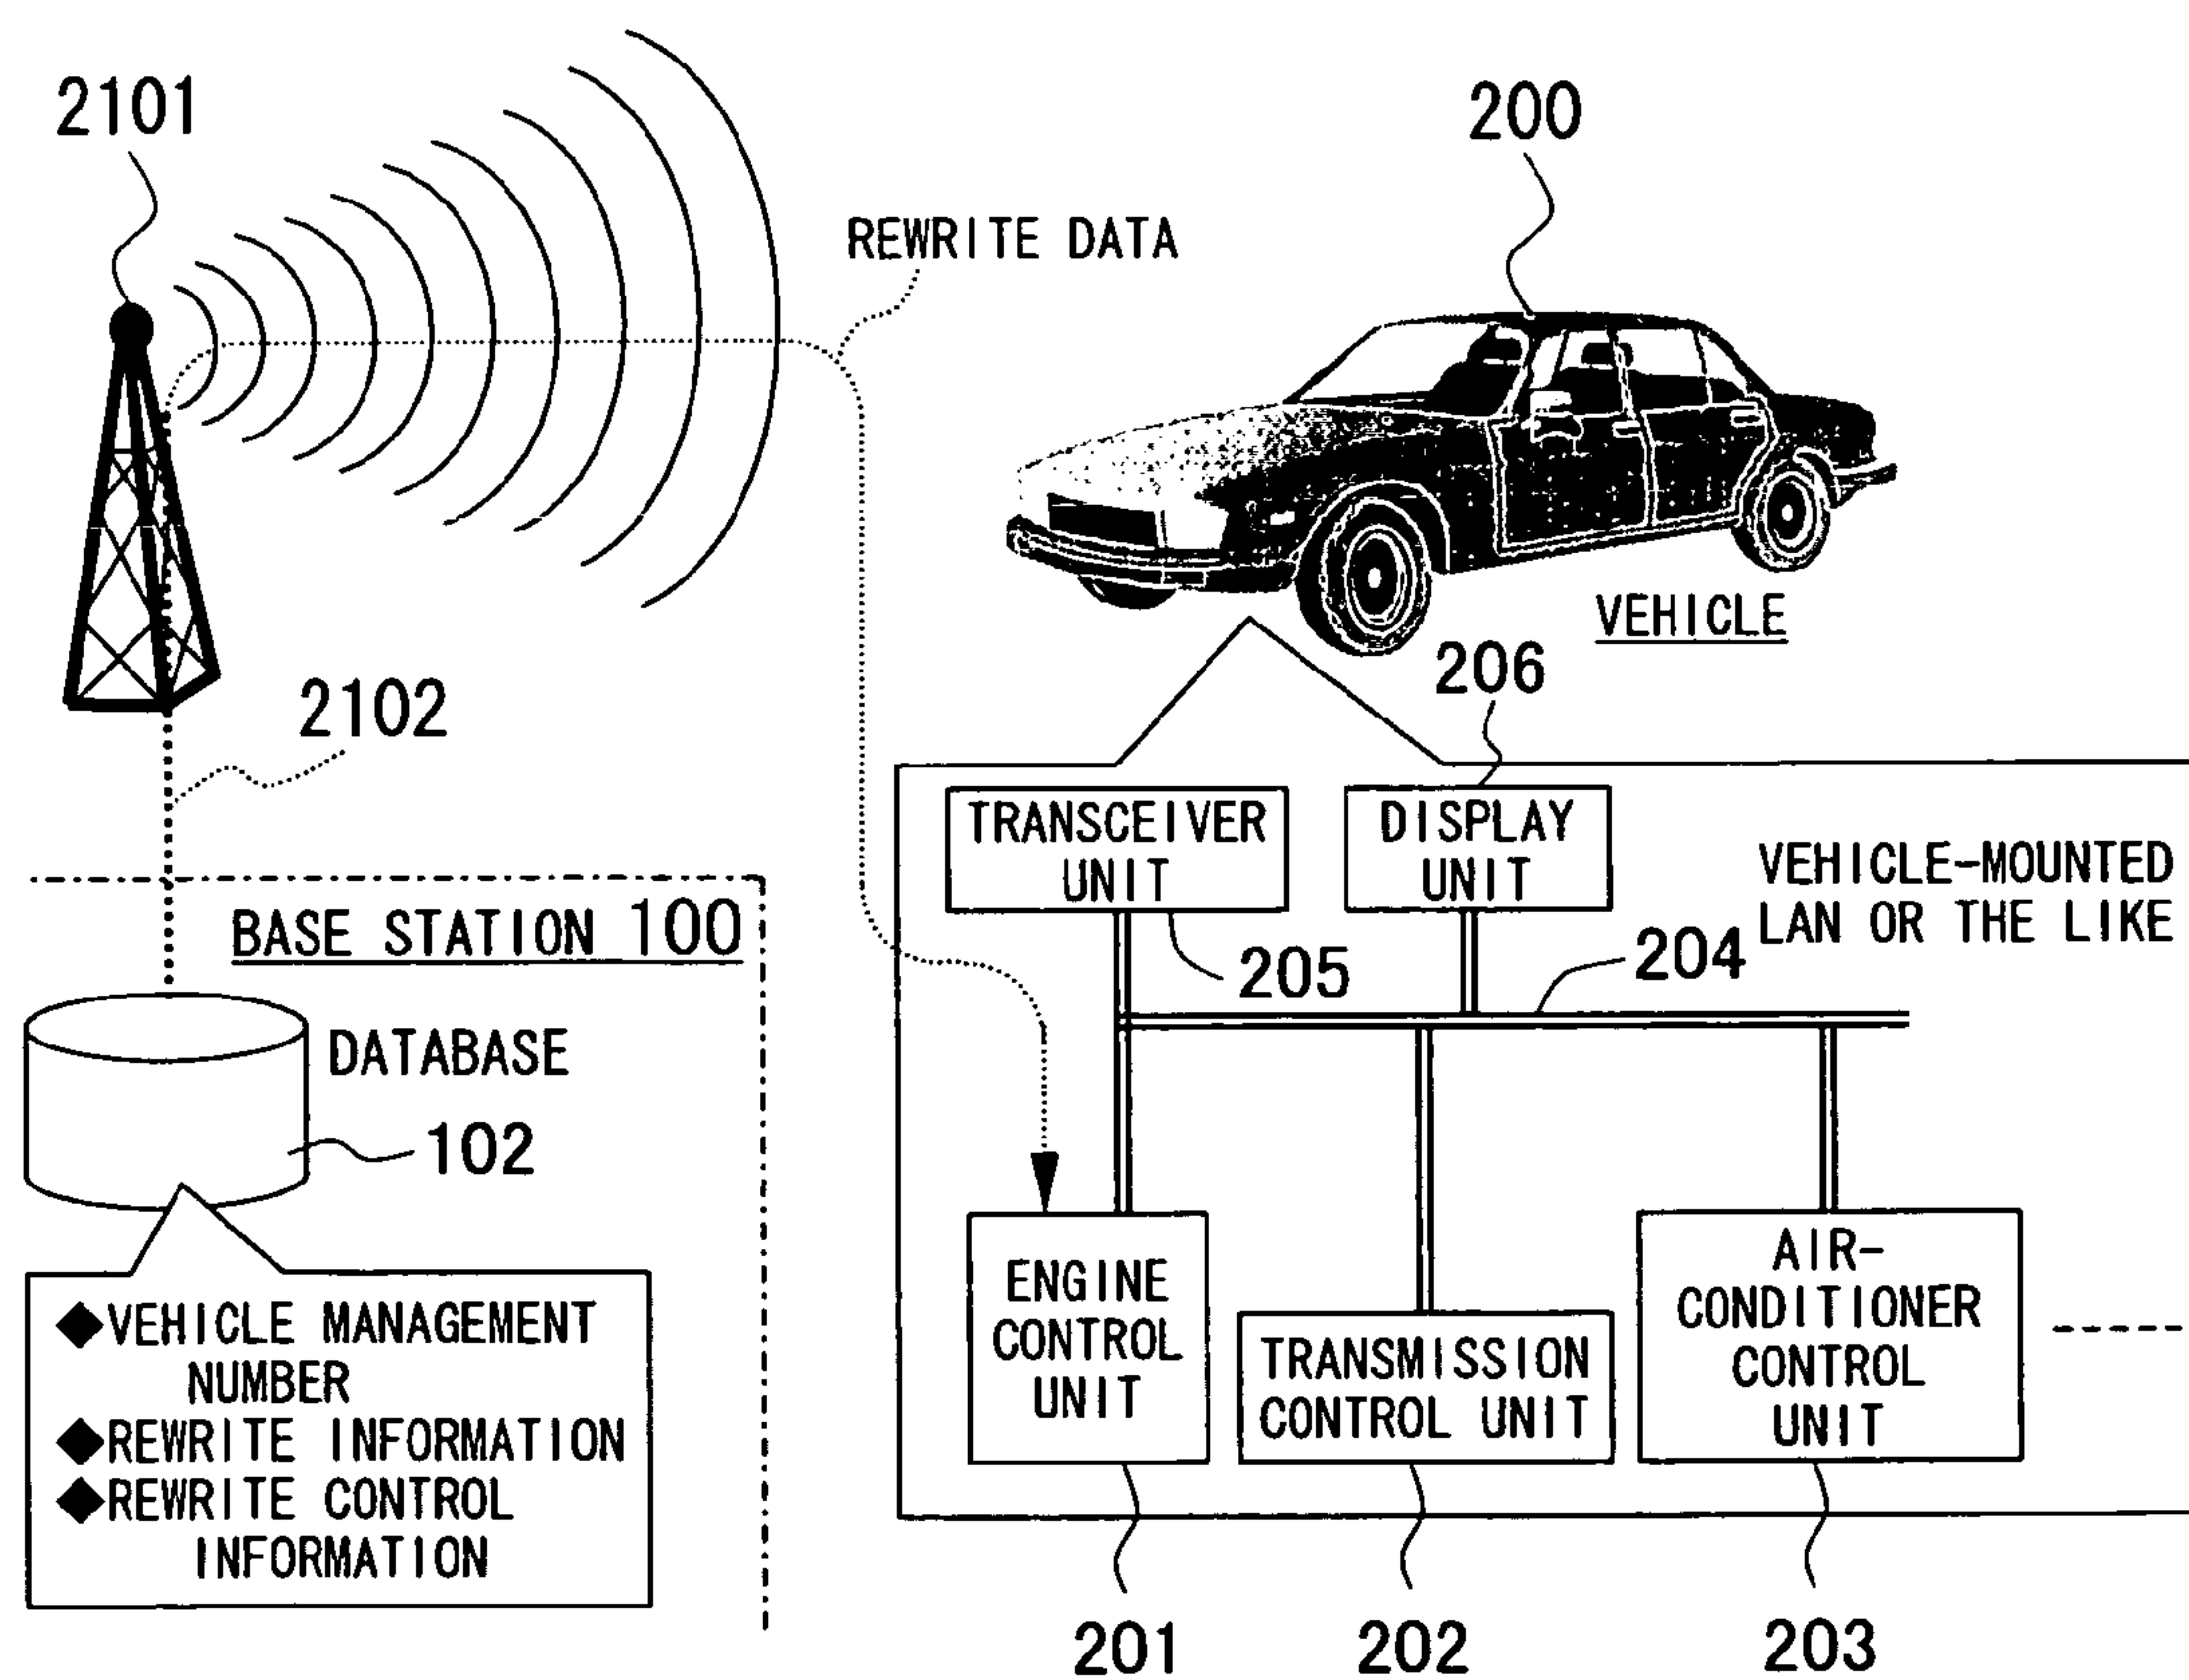 2101
200
REWRITE DATA
VEHICLE
206
2102
TRANSCEIVER
UNIT
DISPLAY
UNIT
VEHICLE-MOUNTED
LAN OR THE LIKE
204
205
BASE STATION 100
DATABASE
102
◆VEHICLE MANAGEMENT
NUMBER
◆REWRITE INFORMATION
◆REWRITE CONTROL
INFORMATION
ENGINE
CONTROL
UNIT
TRANSMISSION
CONTROL UNIT
AIR-
CONDITIONER
CONTROL
UNIT
201
202
203